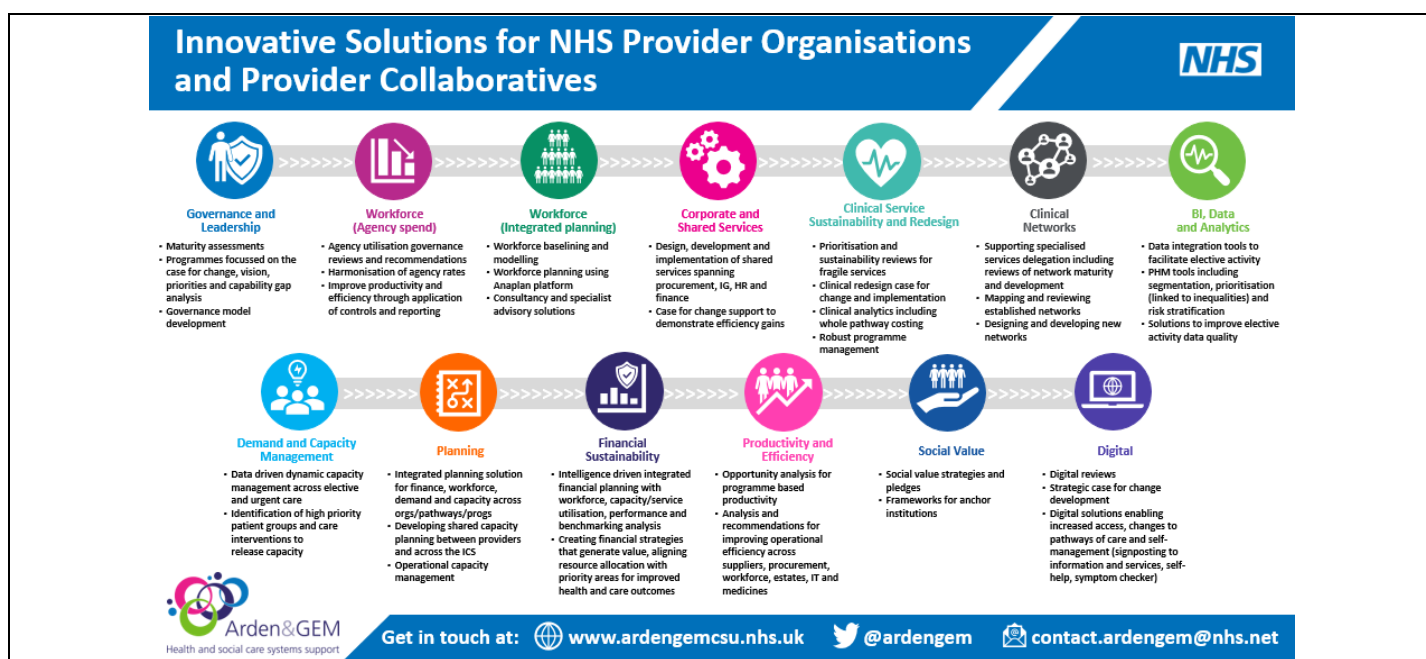 Innovative Solutions for NHS Provider Organisations
and Provider Collaboratives
NHS
Governance and
Leadership
• Maturity assessments
• Programmes focussed on the
case for change, vision,
priorities and capability gap
analysis
• Governance model
development
Workforce
(Agency spend)
• Agency utilisation governance
reviews and recommendations
• Harmonisation of agency rates
• Improve productivity and
efficiency through application
of controls and reporting
Workforce
(Integrated planning)
• Workforce baselining and
modelling
• Workforce planning using
Anaplan platform
• Consultancy and specialist
advisory solutions
Corporate and
Shared Services
• Design, development and
implementation of shared
services spanning
procurement, IG, HR and
finance
• Case for change support to
demonstrate efficiency gains
Clinical Service
Sustainability and Redesign
• Prioritisation and
sustainability reviews for
fragile services
• Clinical redesign case for
change and implementation
• Clinical analytics including
whole pathway costing
• Robust programme
management
Clinical
Networks
• Supporting specialised
services delegation including
reviews of network maturity
and development
• Mapping and reviewing
established networks
• Designing and developing new
networks
BI, Data
and Analytics
• Data integration tools to
facilitate elective activity
• PHM tools including
segmentation, prioritisation
(linked to inequalities) and
risk stratification
• Solutions to improve elective
activity data quality
Demand and Capacity
Management
• Data driven dynamic capacity
management across elective
and urgent care
• Identification of high priority
patient groups and care
interventions to
release capacity
Planning
• Integrated planning solution
for finance, workforce,
demand and capacity across
orgs/pathways/progs
• Developing shared capacity
planning between providers
and across the ICS
• Operational capacity
management
Financial
Sustainability
• Intelligence driven integrated
financial planning with
workforce, capacity/service
utilisation, performance and
benchmarking analysis
• Creating financial strategies
that generate value, aligning
resource allocation with
priority areas for improved
health and care outcomes
Productivity and
Efficiency
• Opportunity analysis for
programme based
productivity
• Analysis and
recommendations for
improving operational
efficiency across
suppliers, procurement,
workforce, estates, IT and
medicines
Social Value
• Social value strategies and
pledges
• Frameworks for anchor
institutions
Digital
• Digital reviews
• Strategic case for change
development
• Digital solutions enabling
increased access, changes to
pathways of care and self-
management (signposting to
information and services, self-
help, symptom checker)
Arden&GEM
Health and social care systems support
Get in touch at: www.ardengemcsu.nhs.uk @ardengem contact.ardengem@nhs.net